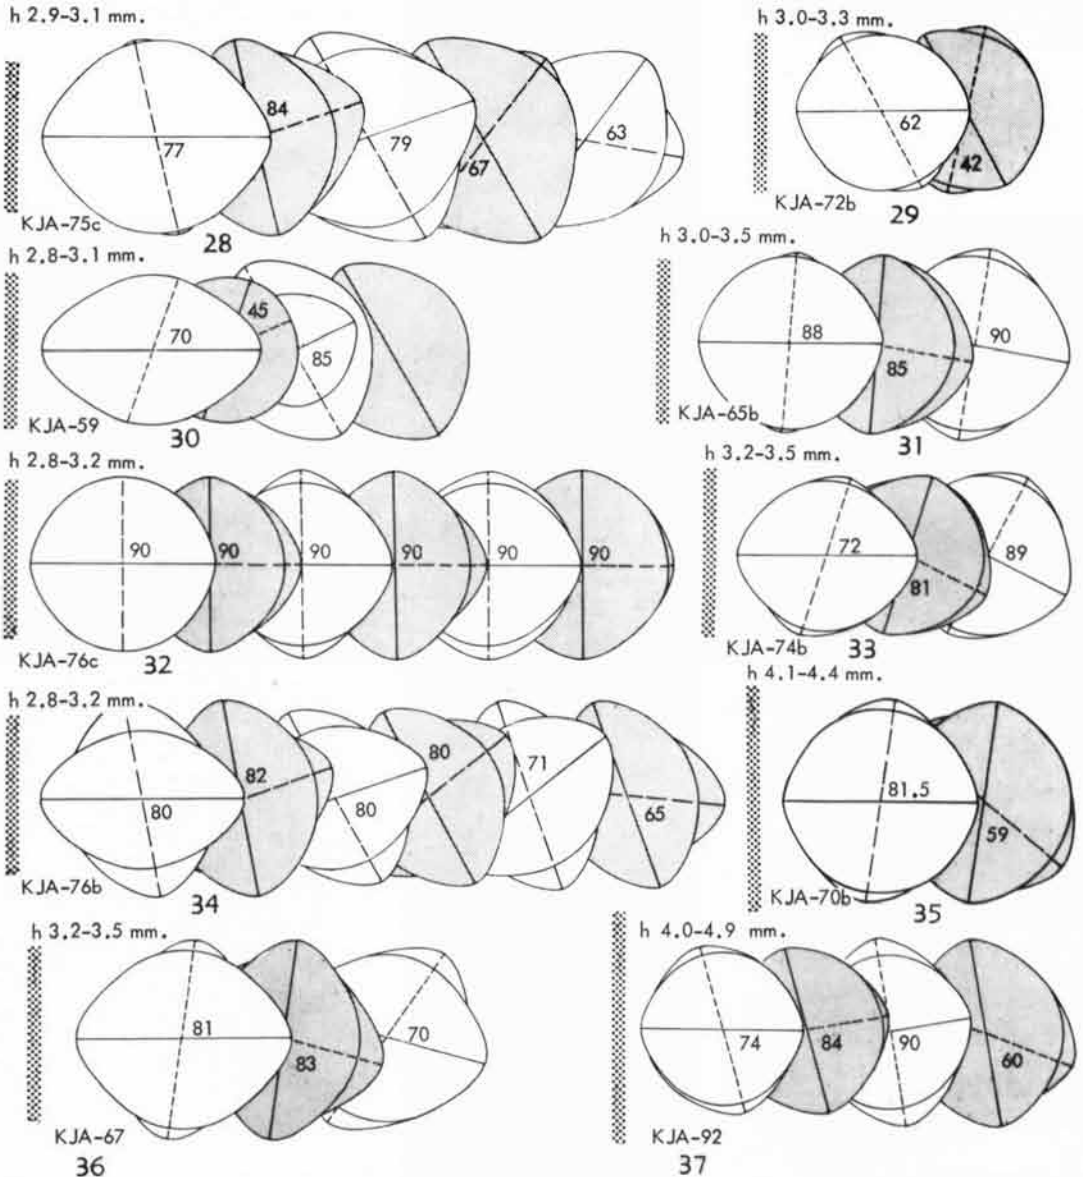 h 2.9-3.1 mm.
77
84
79
67
63
KJA-75c
28
h 3.0-3.3 mm.
62
42
KJA-72b
29
h 2.8-3.1 mm.
70
45
85
KJA-59
30
h 3.0-3.5 mm.
88
85
90
KJA-65b
31
h 2.8-3.2 mm.
90
90
90
90
90
90
KJA-76c
32
h 3.2-3.5 mm.
72
81
89
KJA-74b
33
h 2.8-3.2 mm.
80
82
80
80
71
65
KJA-76b
34
h 4.1-4.4 mm.
81.5
59
KJA-70b
35
h 3.2-3.5 mm.
81
83
70
KJA-67
36
h 4.0-4.9 mm.
74
84
90
60
KJA-92
37